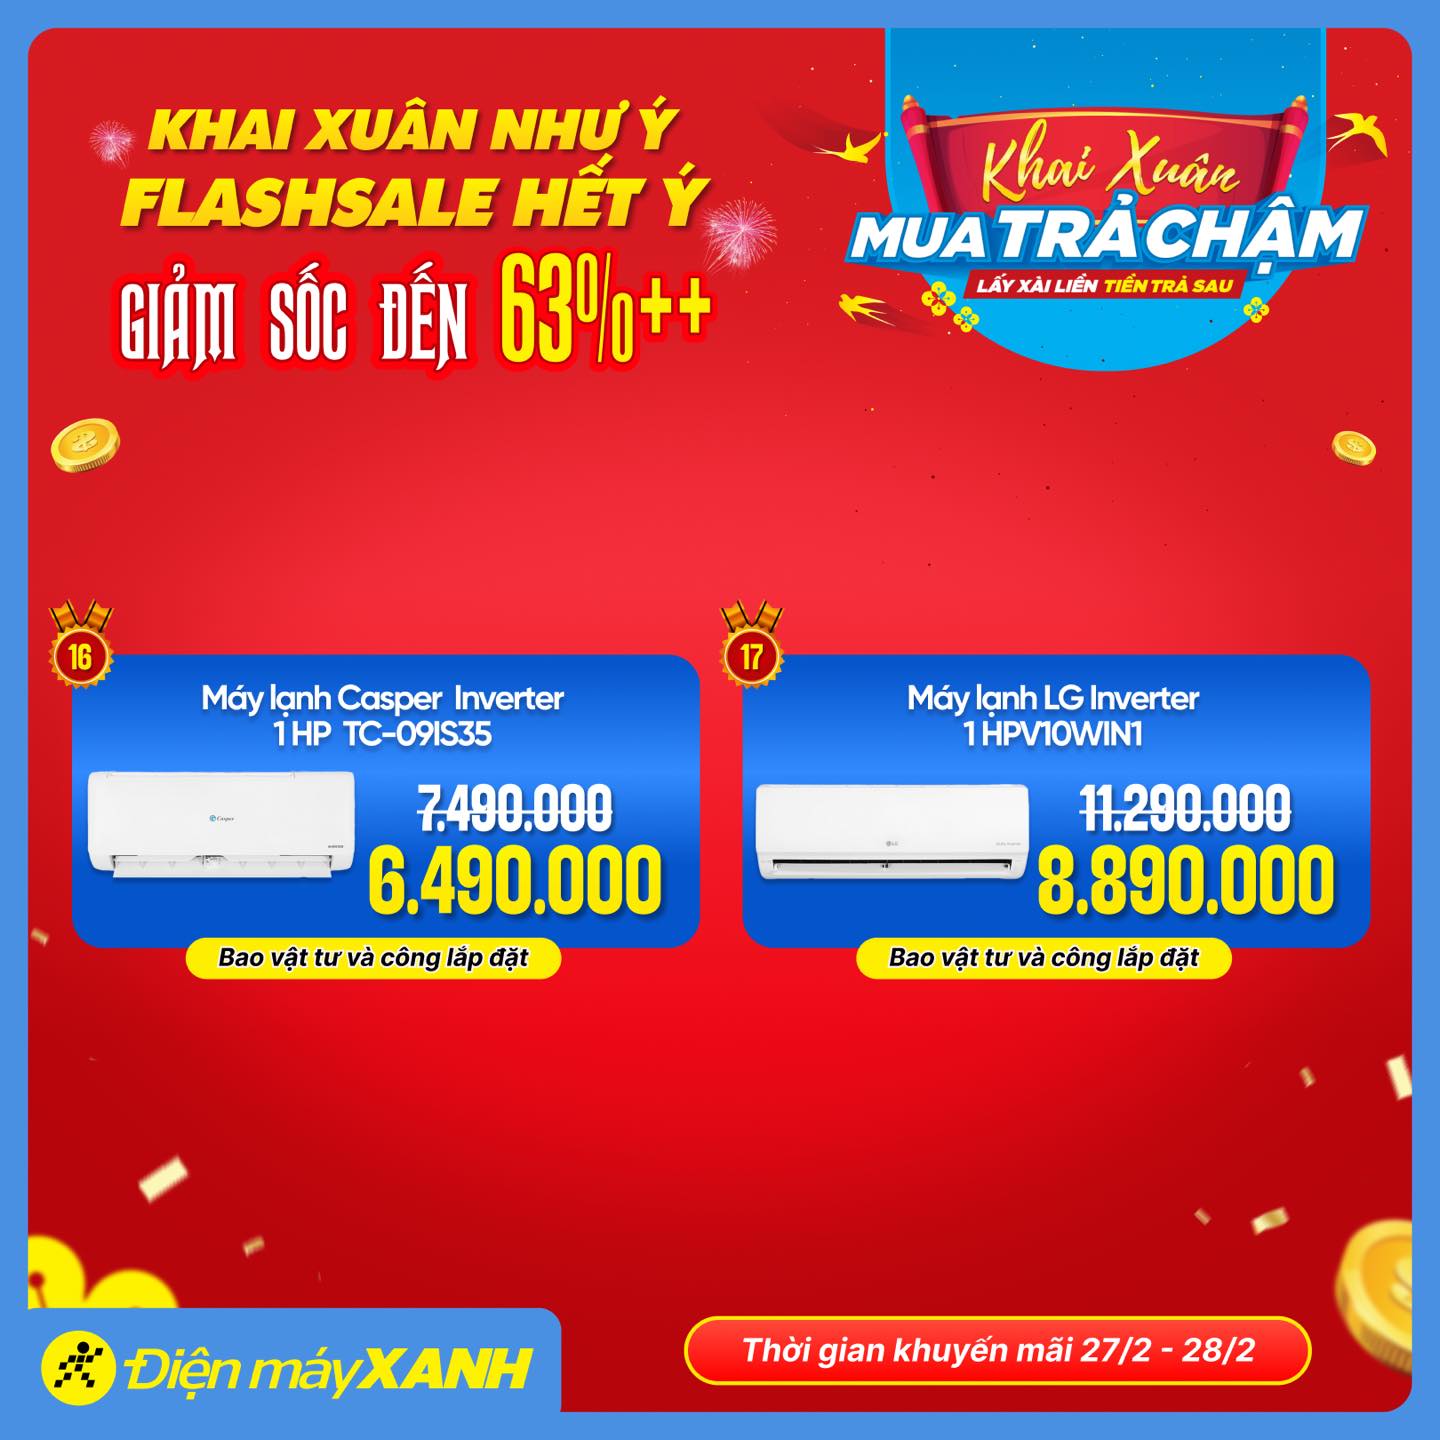 KHAI XUÂN NHƯ Ý
FLASHSALE HẾT Ý
GIẢM SỐC ĐẾN 63%++
Khai Xuân
MUA TRẢ CHẬM
LẤY XÀI LIỀN TIỀN TRẢ SAU
16
Máy lạnh Casper Inverter
1 HP TC-09IS35
Casper
7.490.000
6.490.000
Bao vật tư và công lắp đặt
17
Máy lạnh LG Inverter
1 HPV10WIN1
LG
11.290.000
8.890.000
Bao vật tư và công lắp đặt
Điện máy XANH
Thời gian khuyến mãi 27/2 - 28/2